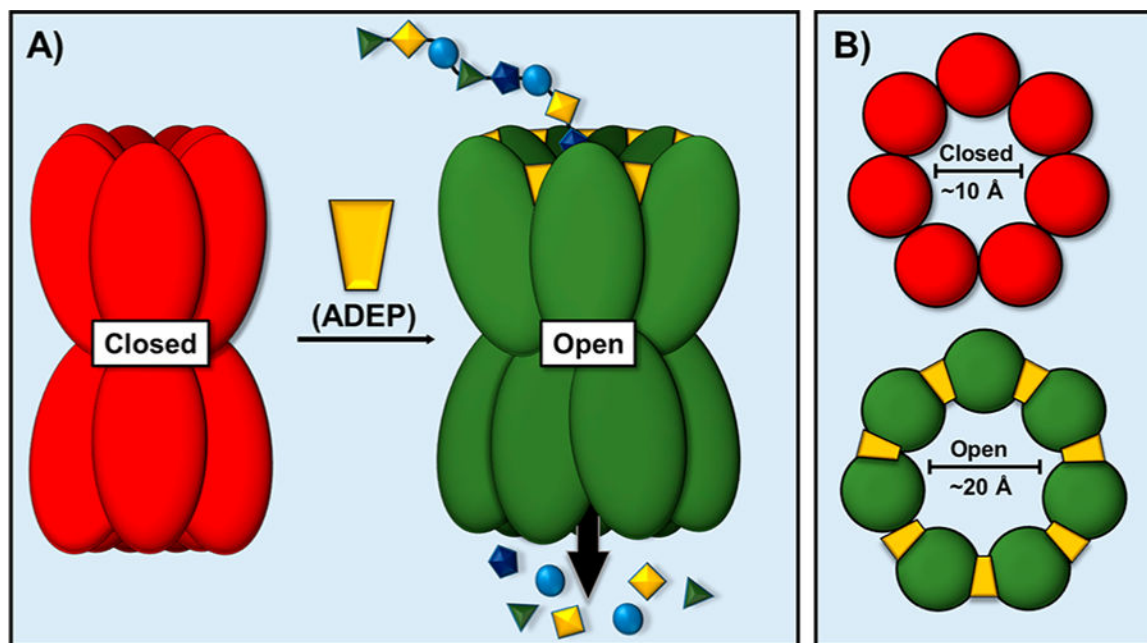 A)
Closed
(ADEP)
Open
B)
Closed
~10 Å
Open
~20 Å